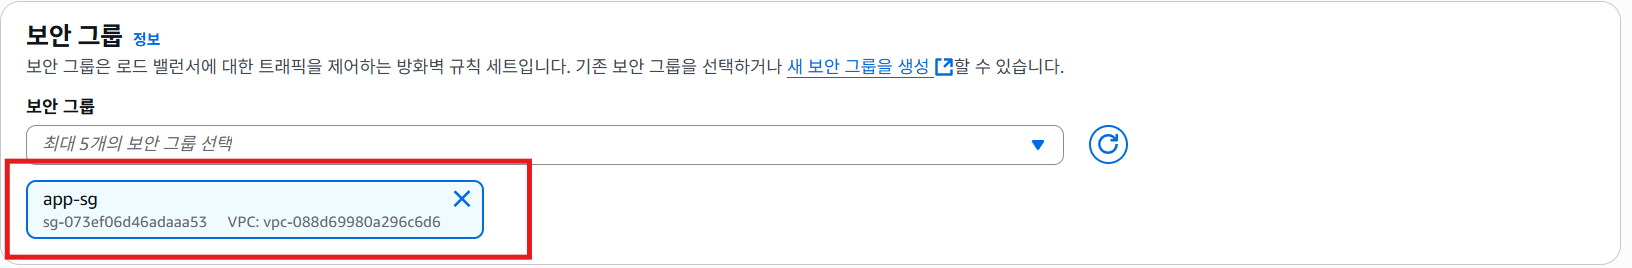 보안 그룹 정보
보안 그룹은 로드 밸런서에 대한 트래픽을 제어하는 방화벽 규칙 세트입니다. 기존 보안 그룹을 선택하거나 새 보안 그룹을 생성 할 수 있습니다.
보안 그룹
최대 5개의 보안 그룹 선택
app-sg
sg-073ef06d46adaaa53 VPC: vpc-088d69980a296c6d6